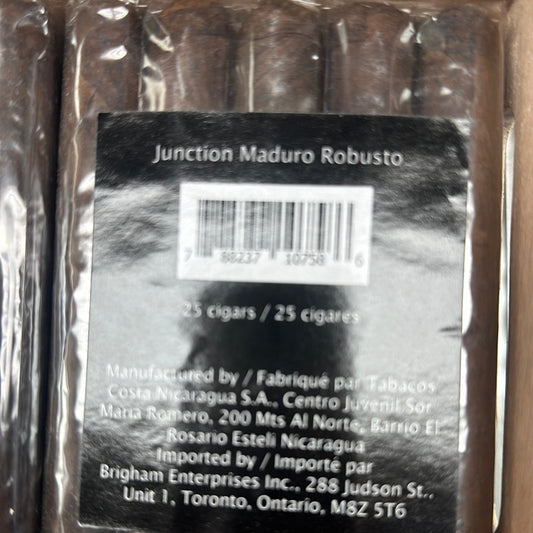 Junction Maduro Robusto
7 88237 10758 6
25 cigars / 25 cigares
Manufactured by / Fabriqué par Tabacos
Costa Nicaragua S.A., Centro Juvenil Sor
Maria Romero, 200 Mts Al Norte, Barrio El
Rosario Esteli Nicaragua
Imported by / Importé par
Brigham Enterprises Inc., 288 Judson St.,
Unit 1, Toronto, Ontario, M8Z 5T6